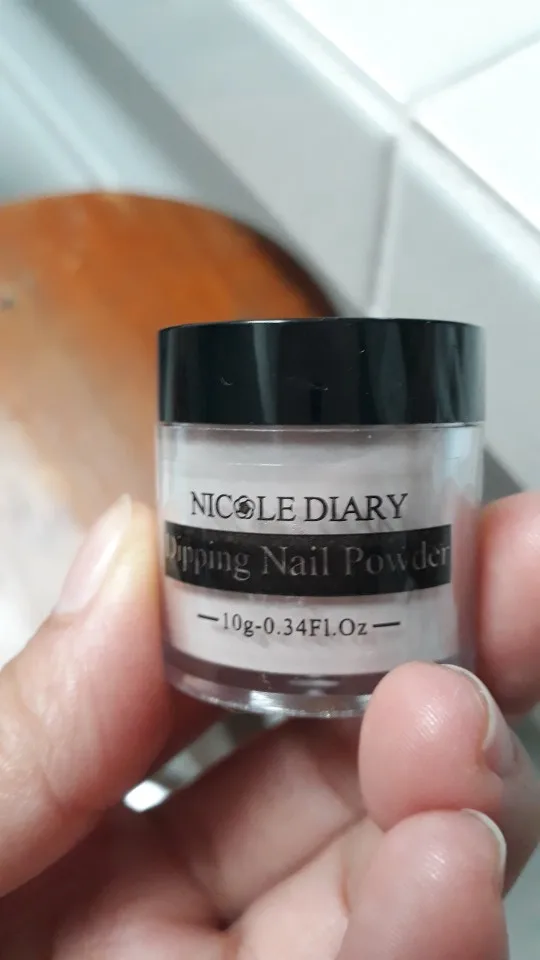 NICOLE DIARY
Dipping Nail Powder
10g-0.34Fl.Oz